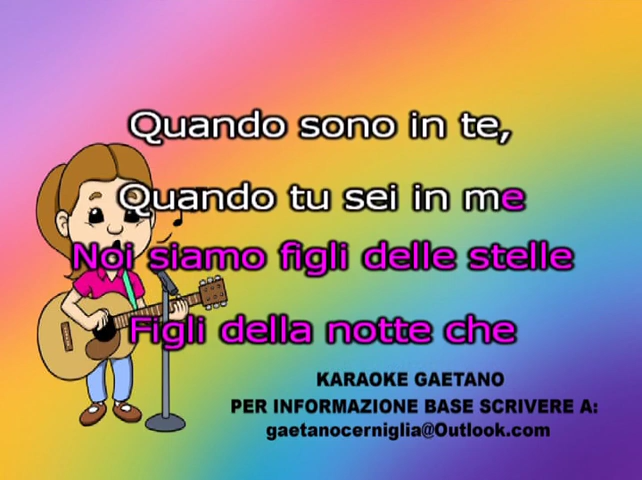 Quando sono in te,
Quando tu sei in me
Noi siamo figli delle stelle
Figli della notte che
KARAOKE GAETANO
PER INFORMAZIONE BASE SCRIVERE A:
gaetanocerniglia@Outlook.com